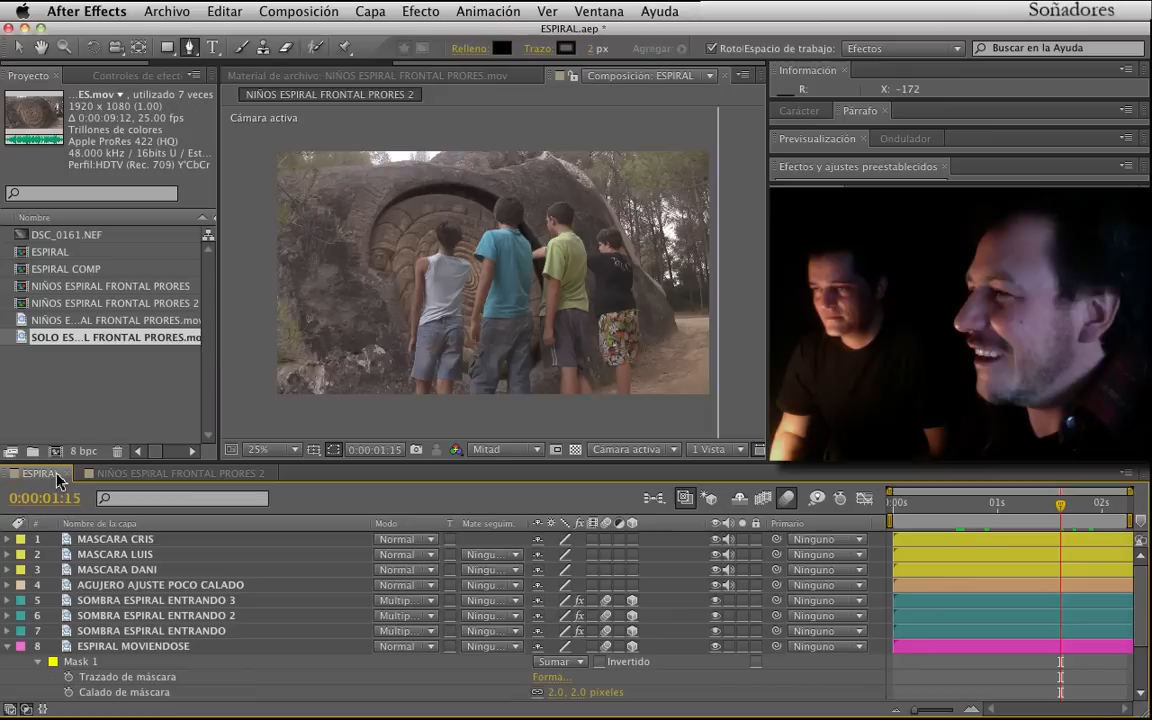 After Effects Archivo Editar Composición Capa Efecto Animación Ver Ventana Ayuda
Soñadores
ESPIRAL.aep *
Relleno: Trazo: 2 px Agregar: Roto Espacio de trabajo: Efectos Buscar en la Ayuda
Proyecto Controles de efect
...ES.mov ▾, utilizado 7 veces
1920 x 1080 (1.00)
Δ 0:00:09:12, 25.00 fps
Trillones de colores
Apple ProRes 422 (HQ)
48.000 kHz / 16bits U / Est...
Perfil:HDTV (Rec. 709) Y'CbCr
Nombre
DSC_0161.NEF
ESPIRAL
ESPIRAL COMP
NIÑOS ESPIRAL FRONTAL PRORES
NIÑOS ESPIRAL FRONTAL PRORES 2
NIÑOS E...AL FRONTAL PRORES.mov
SOLO ES...L FRONTAL PRORES.mo
8 bpc
Material de archivo: NIÑOS ESPIRAL FRONTAL PRORES.mov Composición: ESPIRAL
NIÑOS ESPIRAL FRONTAL PRORES 2
Cámara activa
25% 0:00:01:15 Mitad Cámara activa 1 Vista
Información
R: X: -172
Carácter Párrafo
Previsualización Ondulador
Efectos y ajustes preestablecidos
ESPIRAL NIÑOS ESPIRAL FRONTAL PRORES 2
0:00:01:15
:00s 01s 02s
# Nombre de la capa Modo T Mate seguim. Primario
1 MASCARA CRIS Normal Ninguno
2 MASCARA LUIS Normal Ningu... Ninguno
3 MASCARA DANI Normal Ningu... Ninguno
4 AGUJERO AJUSTE POCO CALADO Normal Ningu... Ninguno
5 SOMBRA ESPIRAL ENTRANDO 3 Multip... Ningu... Ninguno
6 SOMBRA ESPIRAL ENTRANDO 2 Multip... Ningu... Ninguno
7 SOMBRA ESPIRAL ENTRANDO Multip... Ningu... Ninguno
8 ESPIRAL MOVIENDOSE Normal Ningu... Ninguno
Mask 1 Sumar Invertido
Trazado de máscara Forma...
Calado de máscara 2.0, 2.0 píxeles